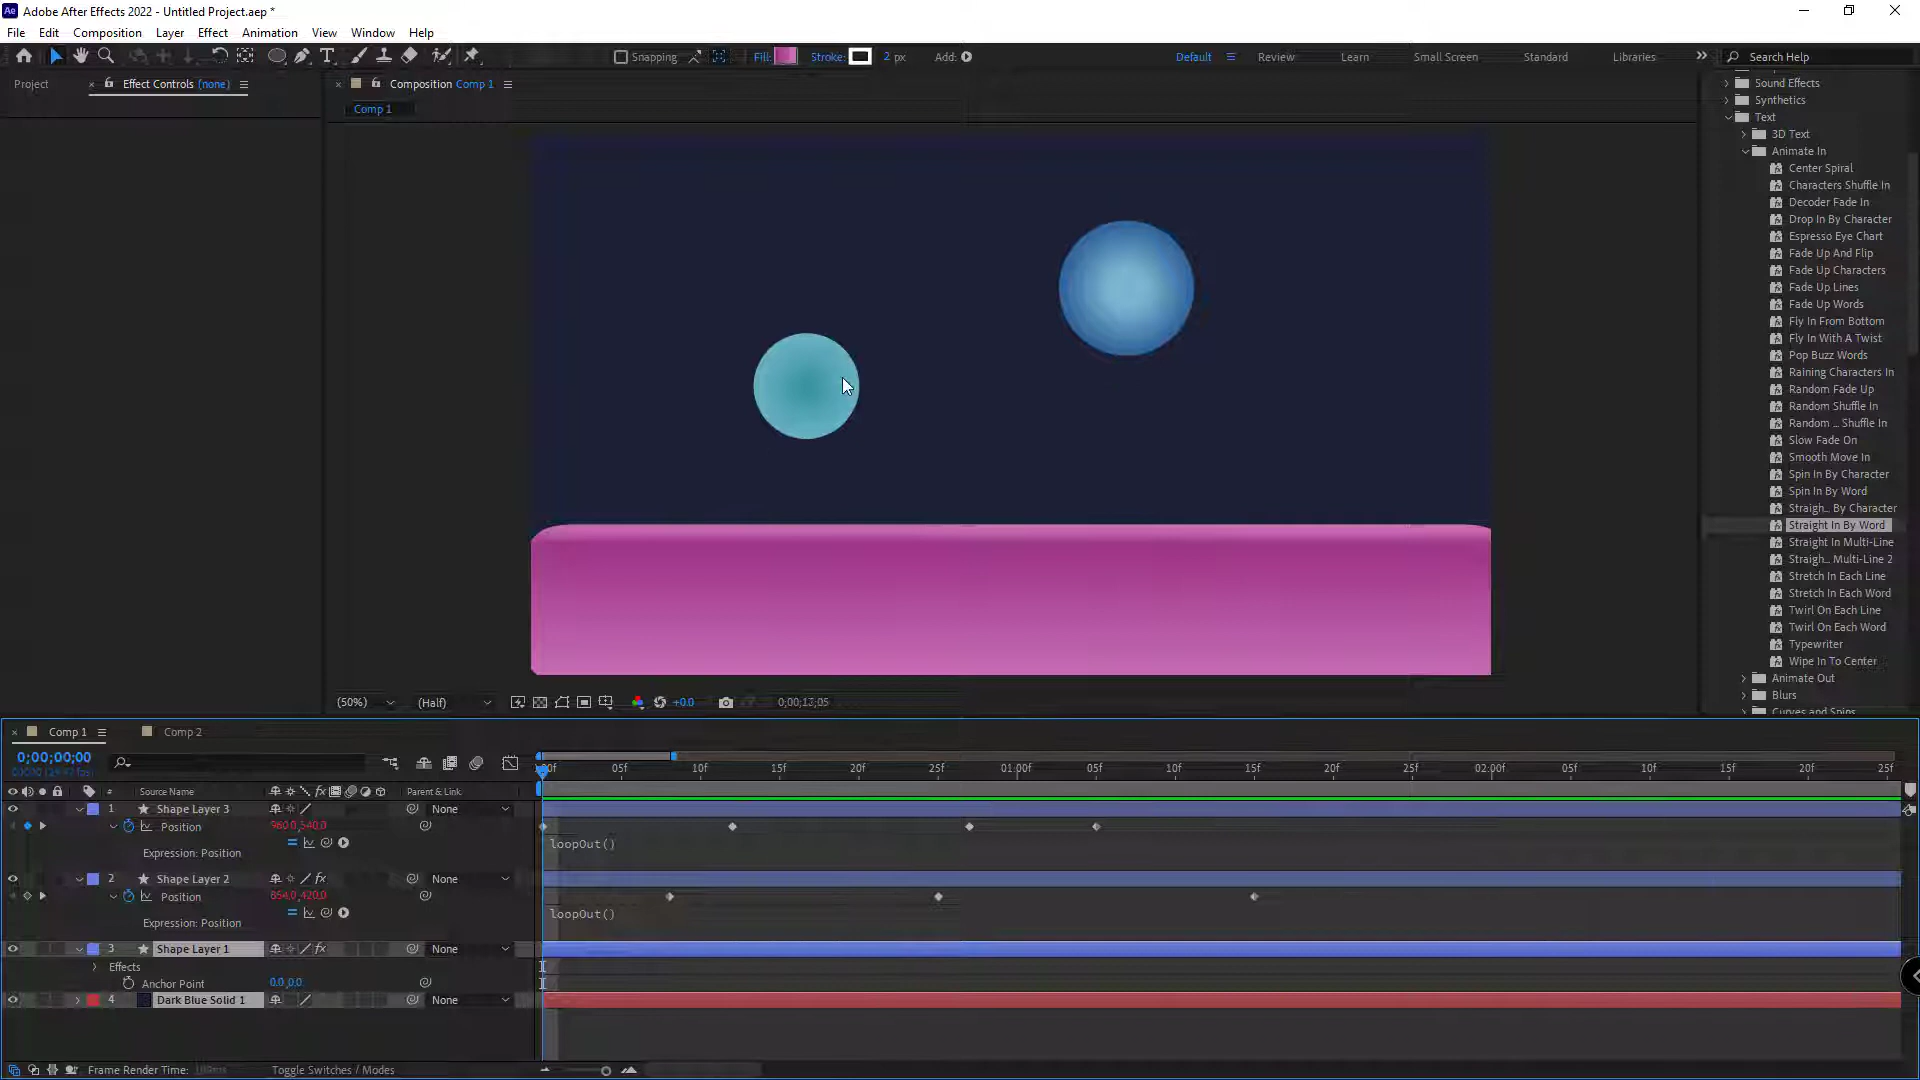 Adobe After Effects 2022 - Untitled Project.aep *
File Edit Composition Layer Effect Animation View Window Help
Snapping Fill: Stroke: 2 px Add: Default Review Learn Small Screen Standard Libraries Search Help
Project Effect Controls (none) Composition Comp 1
Comp 1
Sound Effects
Synthetics
Text
3D Text
Animate In
Center Spiral
Characters Shuffle In
Decoder Fade In
Drop In By Character
Espresso Eye Chart
Fade Up And Flip
Fade Up Characters
Fade Up Lines
Fade Up Words
Fly In From Bottom
Fly In With A Twist
Pop Buzz Words
Raining Characters In
Random Fade Up
Random Shuffle In
Random ... Shuffle In
Slow Fade On
Smooth Move In
Spin In By Character
Spin In By Word
Straigh... By Character
Straight In By Word
Straight In Multi-Line
Straigh... Multi-Line 2
Stretch In Each Line
Stretch In Each Word
Twirl On Each Line
Twirl On Each Word
Typewriter
Wipe In To Center
Animate Out
Blurs
Curves and Spins
(50%) (Half) +0.0
Comp 1 Comp 2
0;00;00;00
05f 10f 15f 20f 25f 01:00f 05f 10f 15f 20f 25f 02:00f 05f 10f 15f 20f 25f
# Source Name Parent & Link
1 Shape Layer 3 None
Position 960.0,540.0
loopOut()
Expression: Position
2 Shape Layer 2 None
Position 854.0,420.0
loopOut()
Expression: Position
3 Shape Layer 1 None
Effects
Anchor Point 0.0,0.0
4 Dark Blue Solid 1 None
Frame Render Time: Toggle Switches / Modes